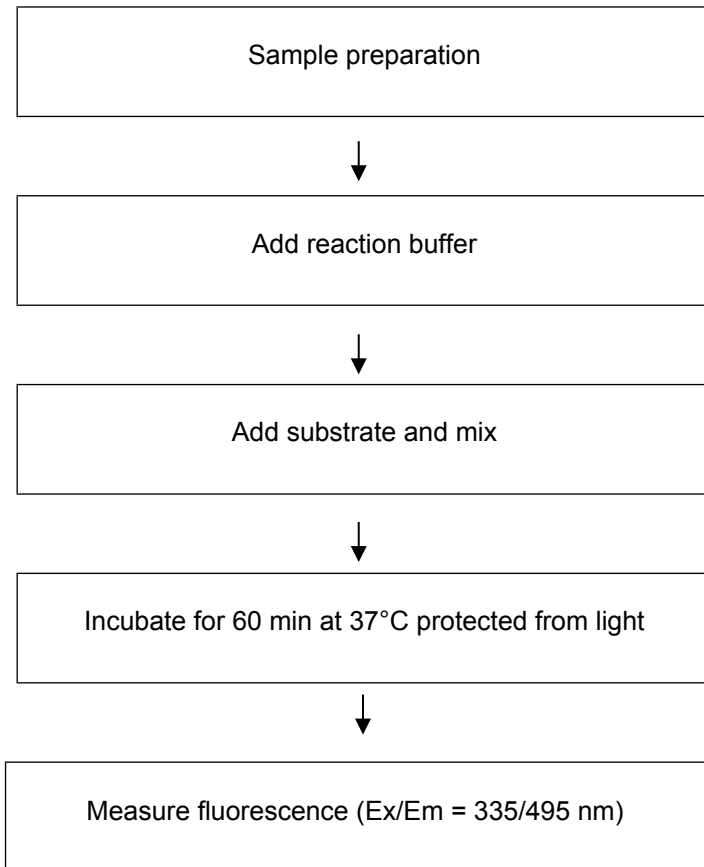 Sample preparation
Add reaction buffer
Add substrate and mix
Incubate for 60 min at 37°C protected from light
Measure fluorescence (Ex/Em = 335/495 nm)